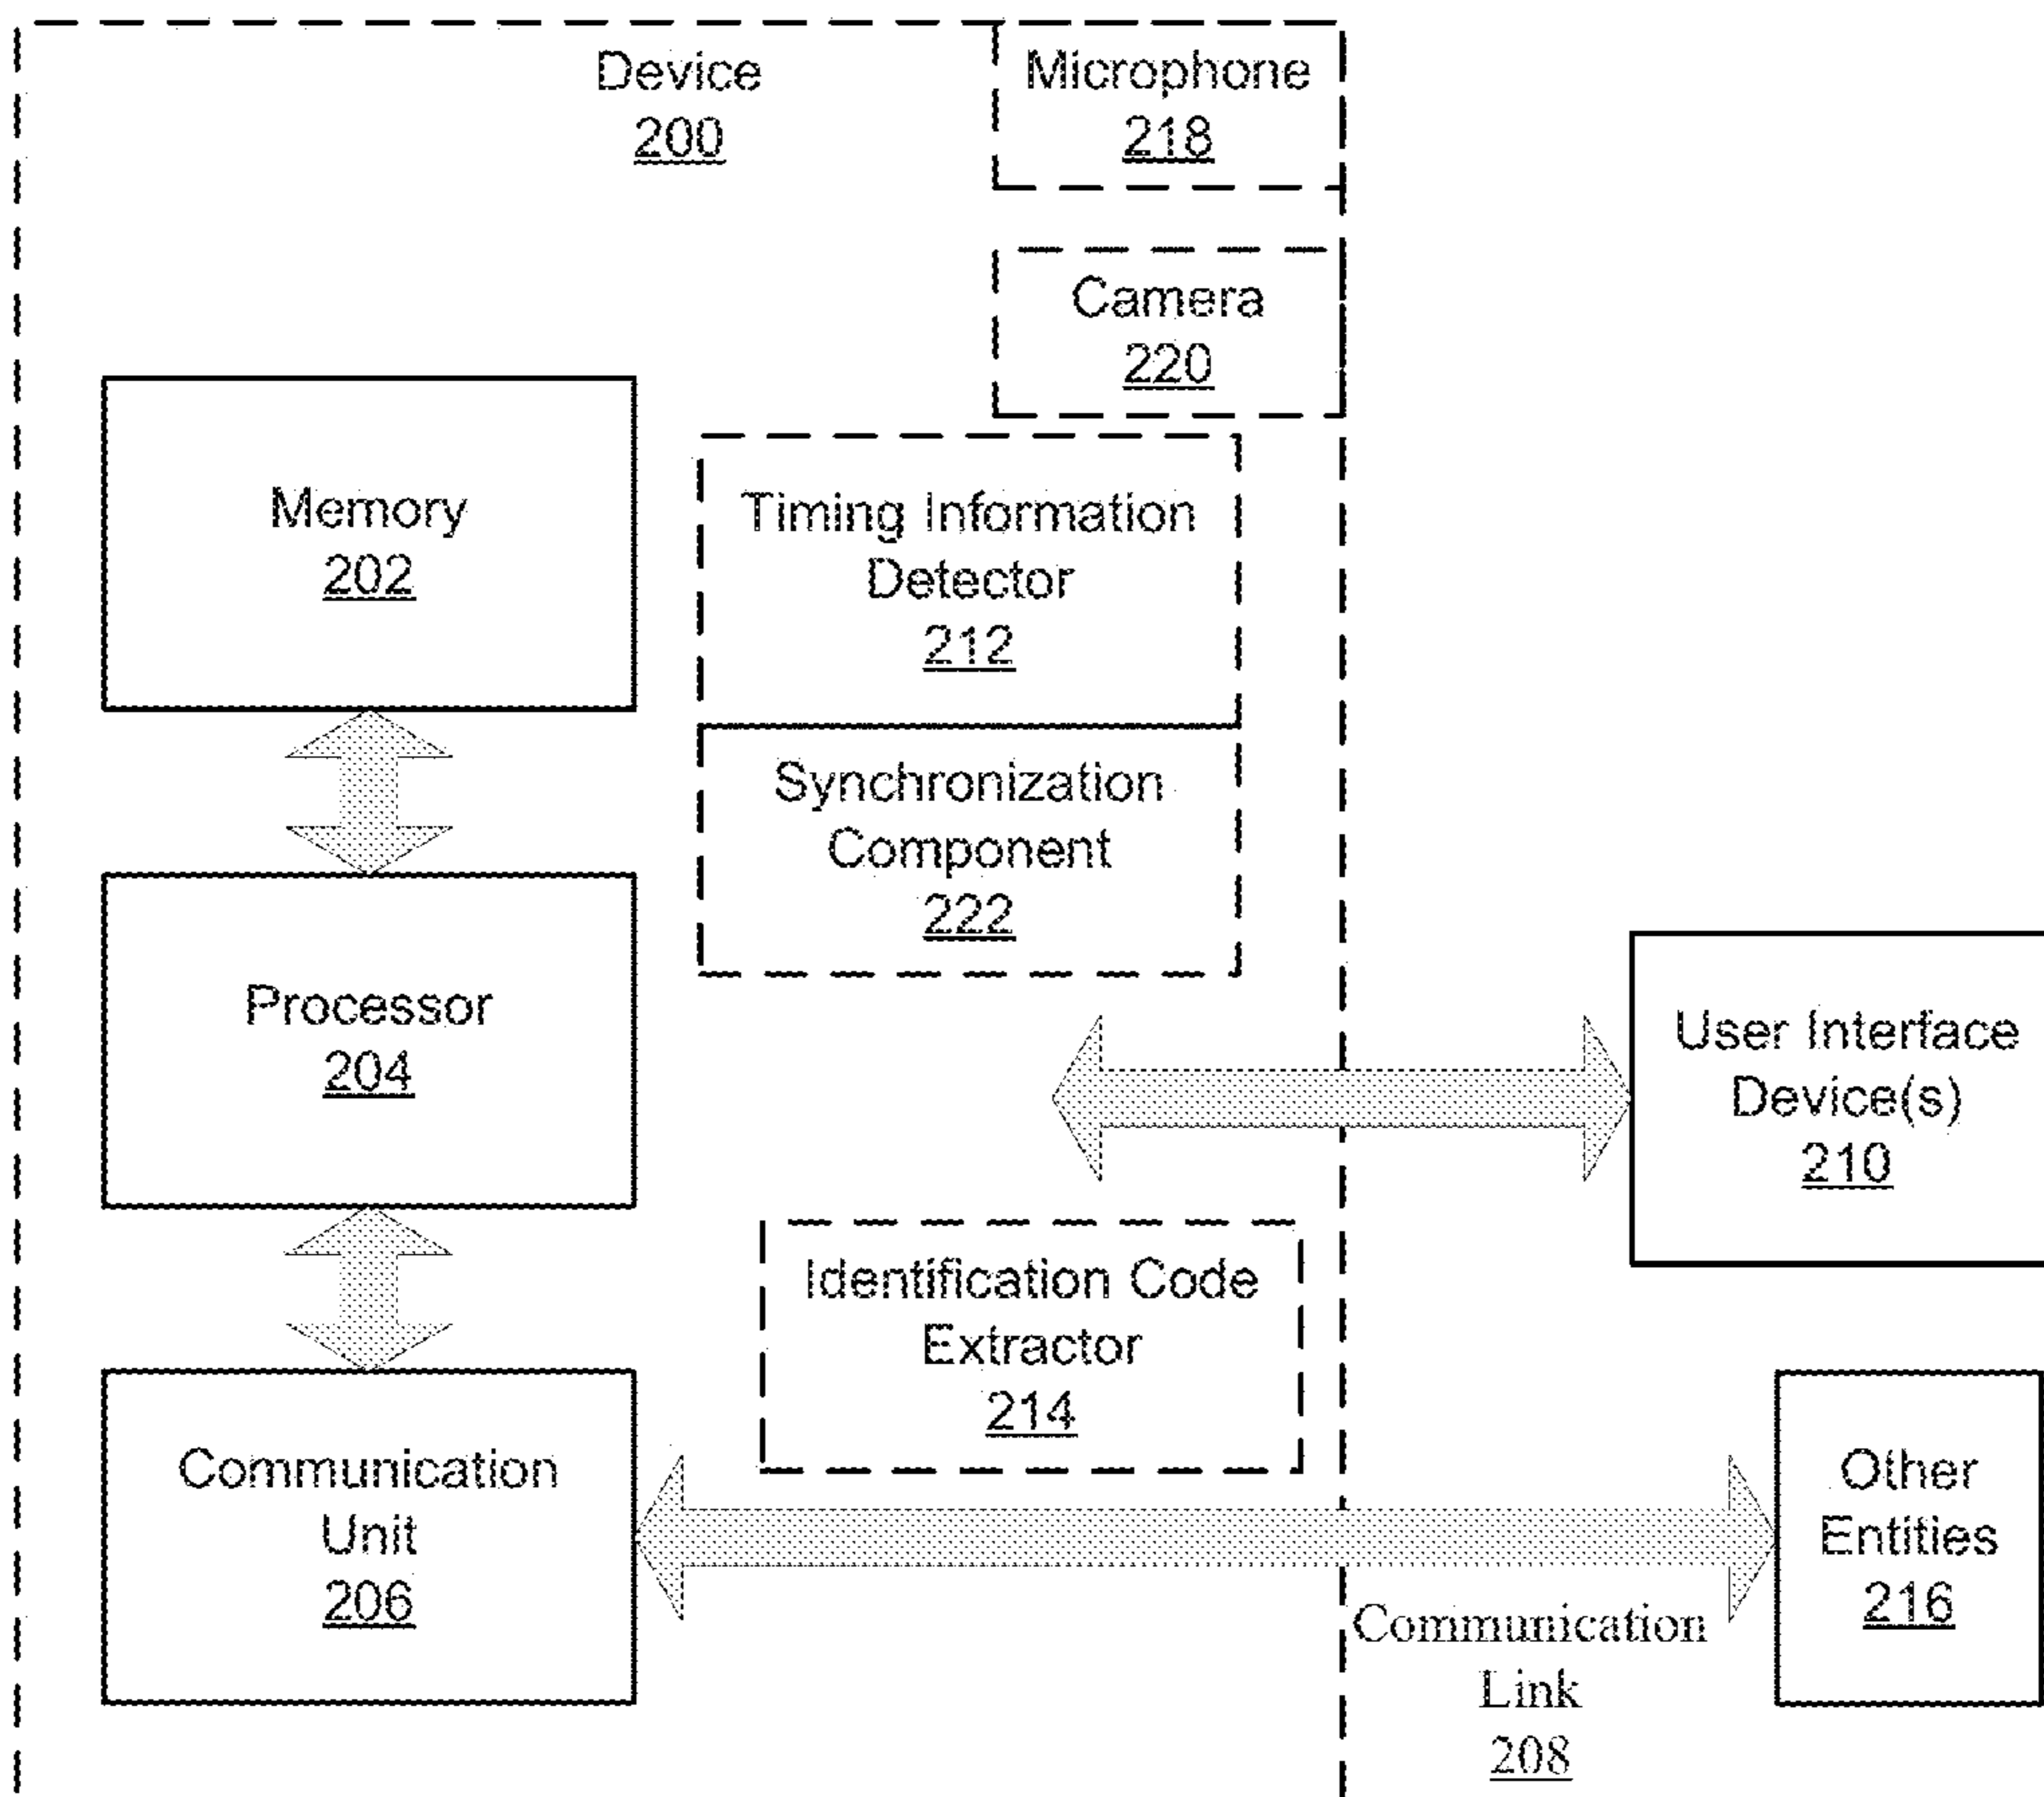 Device
200
Microphone
218
Camera
220
Memory
202
Timing Information
Detector
212
Synchronization
Component
222
Processor
204
User Interface
Device(s)
210
Identification Code
Extractor
214
Communication
Unit
206
Other
Entities
216
Communication
Link
208